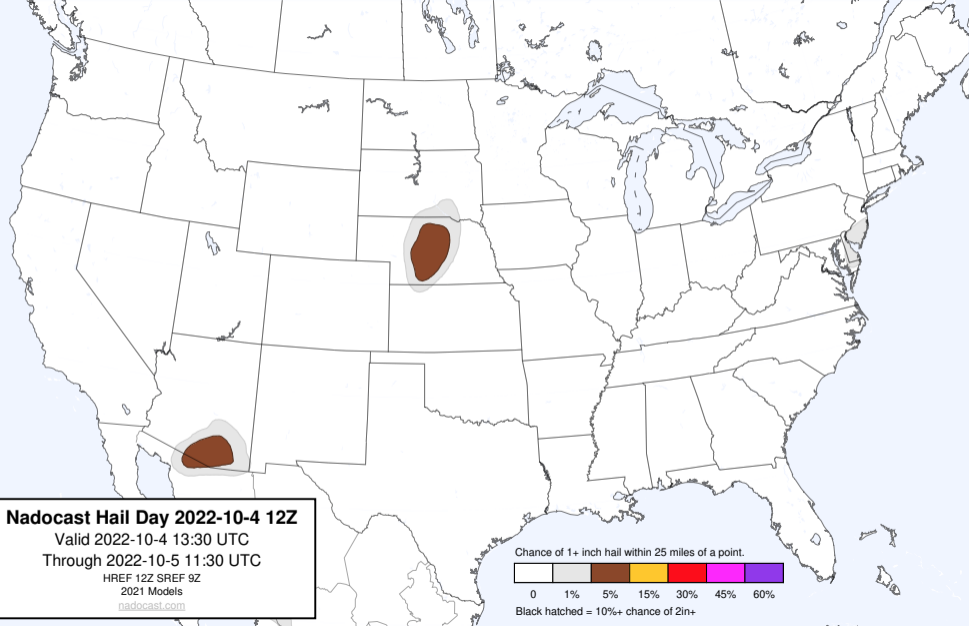 Nadocast Hail Day 2022-10-4 12Z
Valid 2022-10-4 13:30 UTC
Through 2022-10-5 11:30 UTC
HREF 12Z SREF 9Z
2021 Models
nadocast.com
Chance of 1+ inch hail within 25 miles of a point.
0 1% 5% 15% 30% 45% 60%
Black hatched = 10%+ chance of 2in+